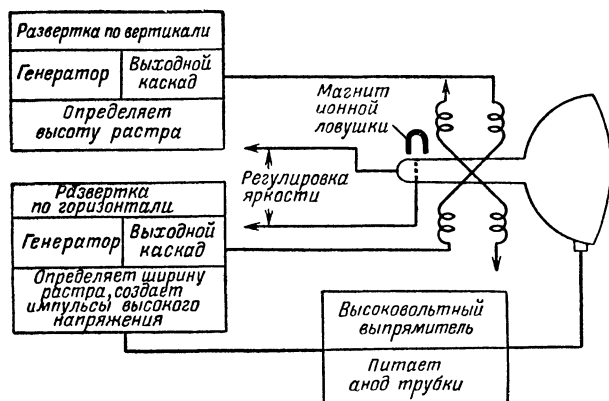 Развертка по вертикали
Генератор
Выходной
каскад
Определяет
высоту растра
Магнит
ионной
ловушки
Регулировка
яркости
Развертка
по горизонтали
Генератор
Выходной
каскад
Определяет ширину
растра, создает
импульсы высокого
напряжения
Высоковольтный
выпрямитель
Питает
анод трубки